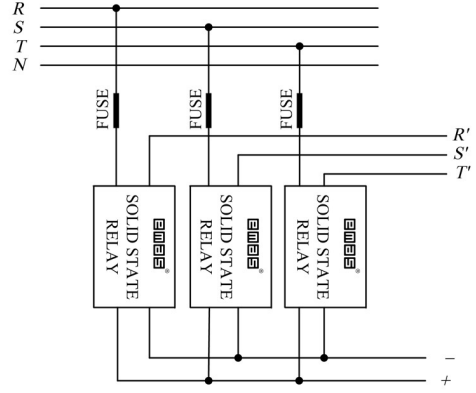 R
S
T
N
FUSE
FUSE
FUSE
R'
S'
T'
SOLID STATE
RELAY
SOLID STATE
RELAY
SOLID STATE
RELAY
−
+